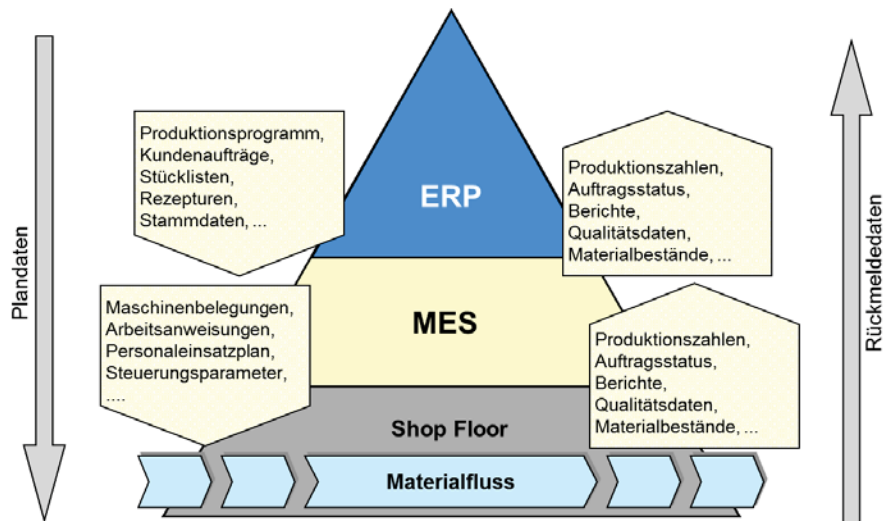 Plandaten
Produktionsprogramm,
Kundenaufträge,
Stücklisten,
Rezepturen,
Stammdaten, ...
ERP
Produktionszahlen,
Auftragsstatus,
Berichte,
Qualitätsdaten,
Materialbestände, ...
Rückmeldedaten
Maschinenbelegungen,
Arbeitsanweisungen,
Personaleinsatzplan,
Steuerungsparameter,
....
MES
Produktionszahlen,
Auftragsstatus,
Berichte,
Qualitätsdaten,
Materialbestände, ...
Shop Floor
Materialfluss